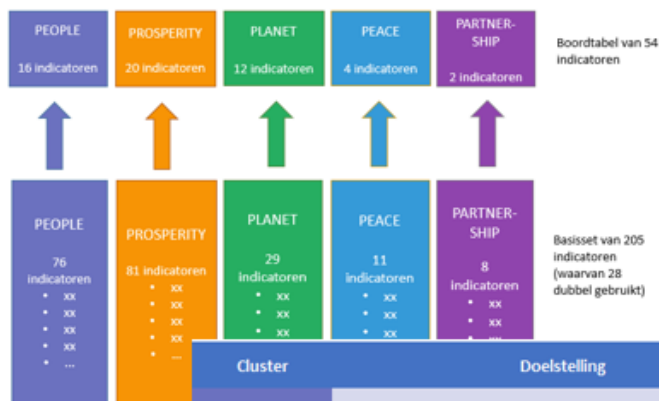 PEOPLE
16 indicatoren
PROSPERITY
20 indicatoren
PLANET
12 indicatoren
PEACE
4 indicatoren
PARTNER-
SHIP
2 indicatoren
Boordtabel van 54
indicatoren
PEOPLE
76
indicatoren
• xx
• xx
• xx
• xx
• ...
PROSPERITY
81 indicatoren
• xx
• xx
• xx
• xx
• ...
PLANET
29
indicatoren
• xx
• xx
• xx
PEACE
11
indicatoren
• xx
• xx
• xx
PARTNER-
SHIP
8
indicatoren
• xx
• xx
• xx
Basisset van 205
indicatoren
(waarvan 28
dubbel gebruikt)
Cluster
Doelstelling